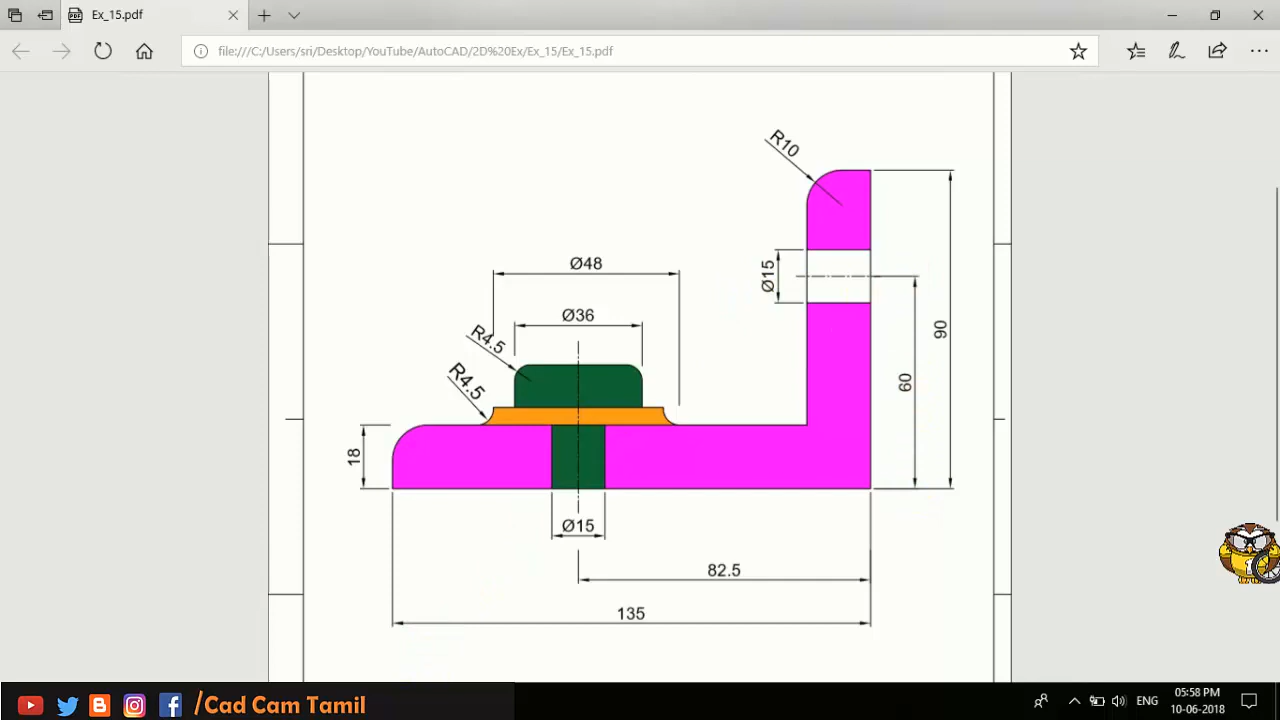 Ex_15.pdf
file:///C:/Users/sri/Desktop/YouTube/AutoCAD/2D%20Ex/Ex_15/Ex_15.pdf
R10
Ø48
Ø15
Ø36
R4.5
90
R4.5
60
18
Ø15
82.5
135
/Cad Cam Tamil
ENG
05:58 PM
10-06-2018